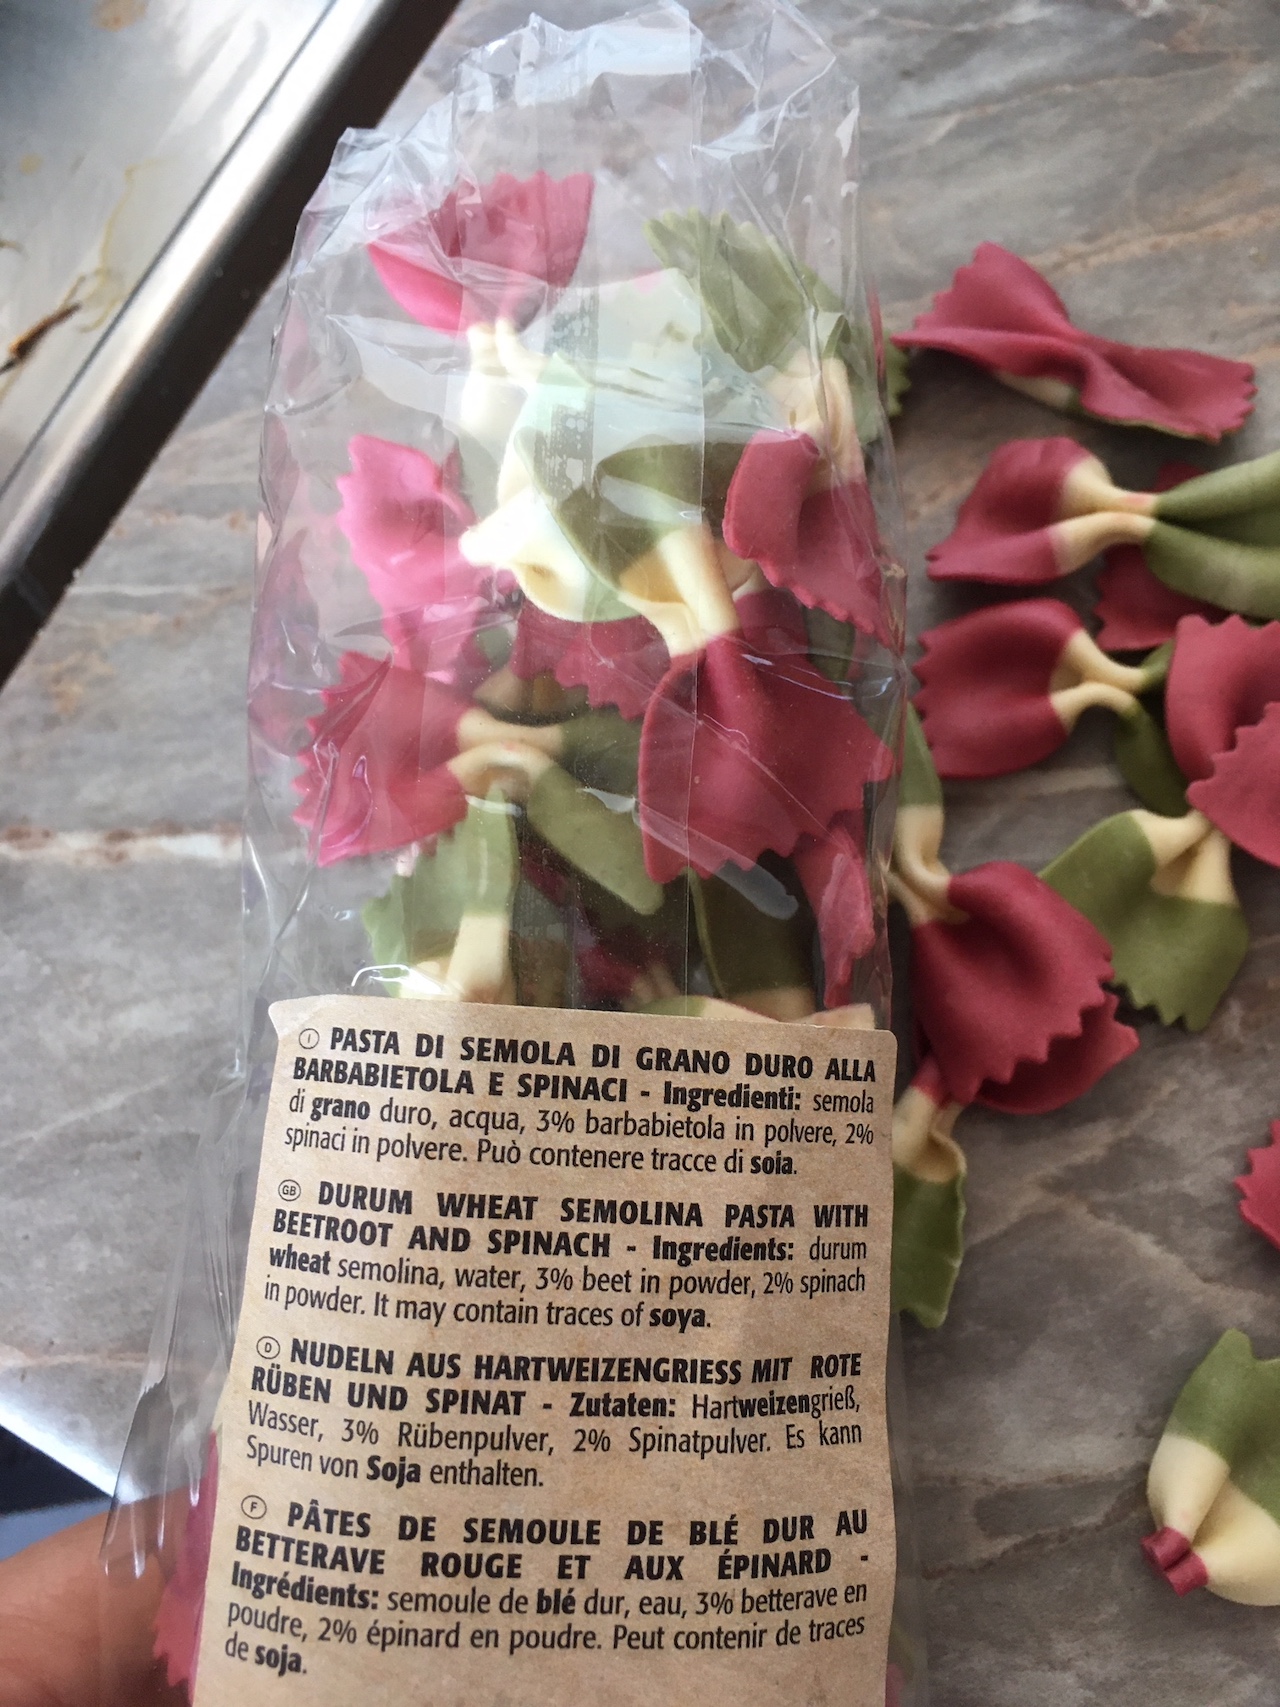 I PASTA DI SEMOLA DI GRANO DURO ALLA
BARBABIETOLA E SPINACI - Ingredienti: semola
di grano duro, acqua, 3% barbabietola in polvere, 2%
spinaci in polvere. Può contenere tracce di soia.
GB DURUM WHEAT SEMOLINA PASTA WITH
BEETROOT AND SPINACH - Ingredients: durum
wheat semolina, water, 3% beet in powder, 2% spinach
in powder. It may contain traces of soya.
D NUDELN AUS HARTWEIZENGRIESS MIT ROTE
RÜBEN UND SPINAT - Zutaten: Hartweizengrieß,
Wasser, 3% Rübenpulver, 2% Spinatpulver. Es kann
Spuren von Soja enthalten.
F PÂTES DE SEMOULE DE BLÉ DUR AU
BETTERAVE ROUGE ET AUX ÉPINARD -
Ingrédients: semoule de blé dur, eau, 3% betterave en
poudre, 2% épinard en poudre. Peut contenir de traces
de soja.